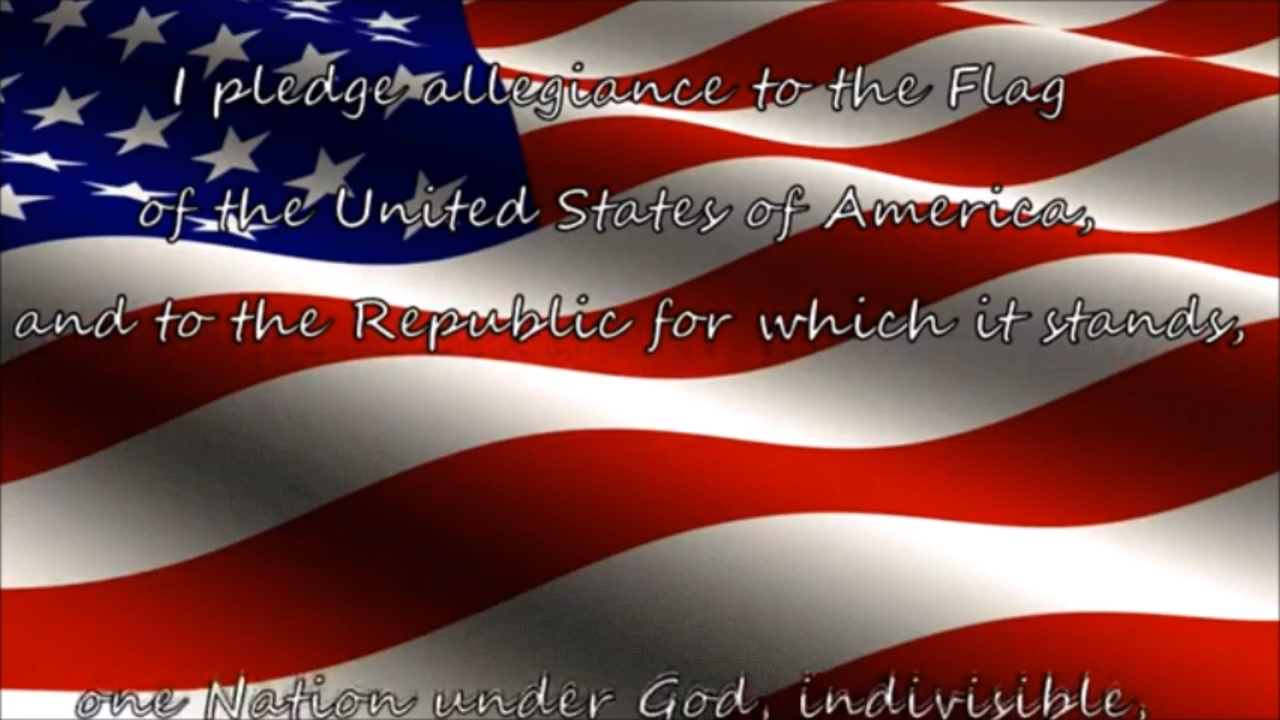 I pledge allegiance to the Flag
of the United States of America,
and to the Republic for which it stands,
one Nation under God, indivisible,